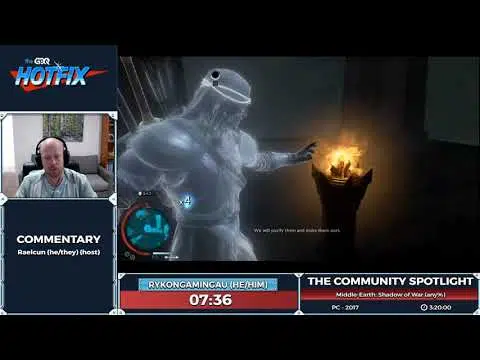 the GDQ
HOTFIX
x4
We will purify them and make them ours.
COMMENTARY
Raelcun (he/they) (host)
RYKONGAMINGAU (HE/HIM)
07:36
THE COMMUNITY SPOTLIGHT
Middle-Earth: Shadow of War (any%)
PC - 2017
3:20:00